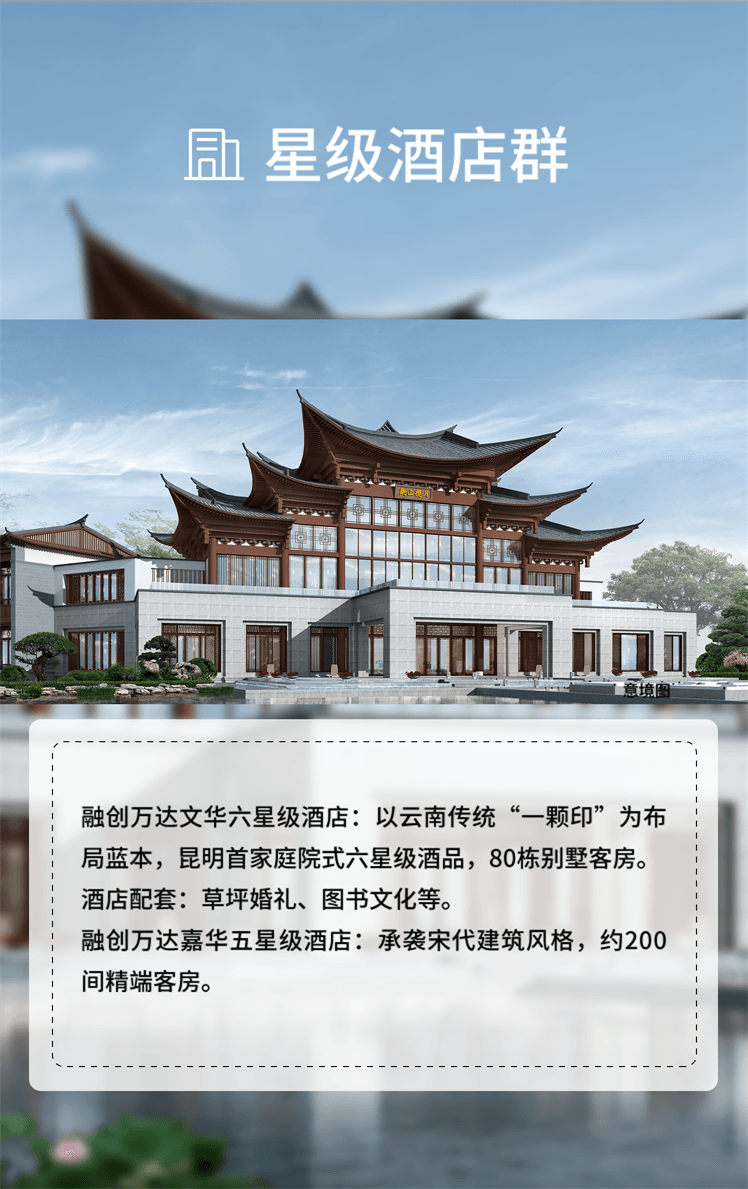 星级酒店群
意境图
融创万达文华六星级酒店：以云南传统“一颗印”为布
局蓝本，昆明首家庭院式六星级酒品，80栋别墅客房。
酒店配套：草坪婚礼、图书文化等。
融创万达嘉华五星级酒店：承袭宋代建筑风格，约200
间精端客房。